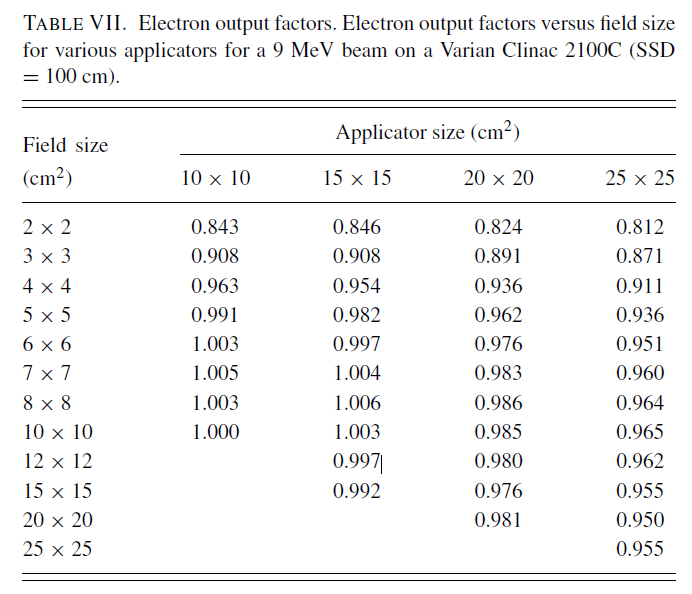 TABLE VII. Electron output factors. Electron output factors versus field size
for various applicators for a 9 MeV beam on a Varian Clinac 2100C (SSD
= 100 cm).
Applicator size (cm²)
Field size
(cm²) 10 × 10 15 × 15 20 × 20 25 × 25
2 × 2 0.843 0.846 0.824 0.812
3 × 3 0.908 0.908 0.891 0.871
4 × 4 0.963 0.954 0.936 0.911
5 × 5 0.991 0.982 0.962 0.936
6 × 6 1.003 0.997 0.976 0.951
7 × 7 1.005 1.004 0.983 0.960
8 × 8 1.003 1.006 0.986 0.964
10 × 10 1.000 1.003 0.985 0.965
12 × 12 0.997 0.980 0.962
15 × 15 0.992 0.976 0.955
20 × 20 0.981 0.950
25 × 25 0.955